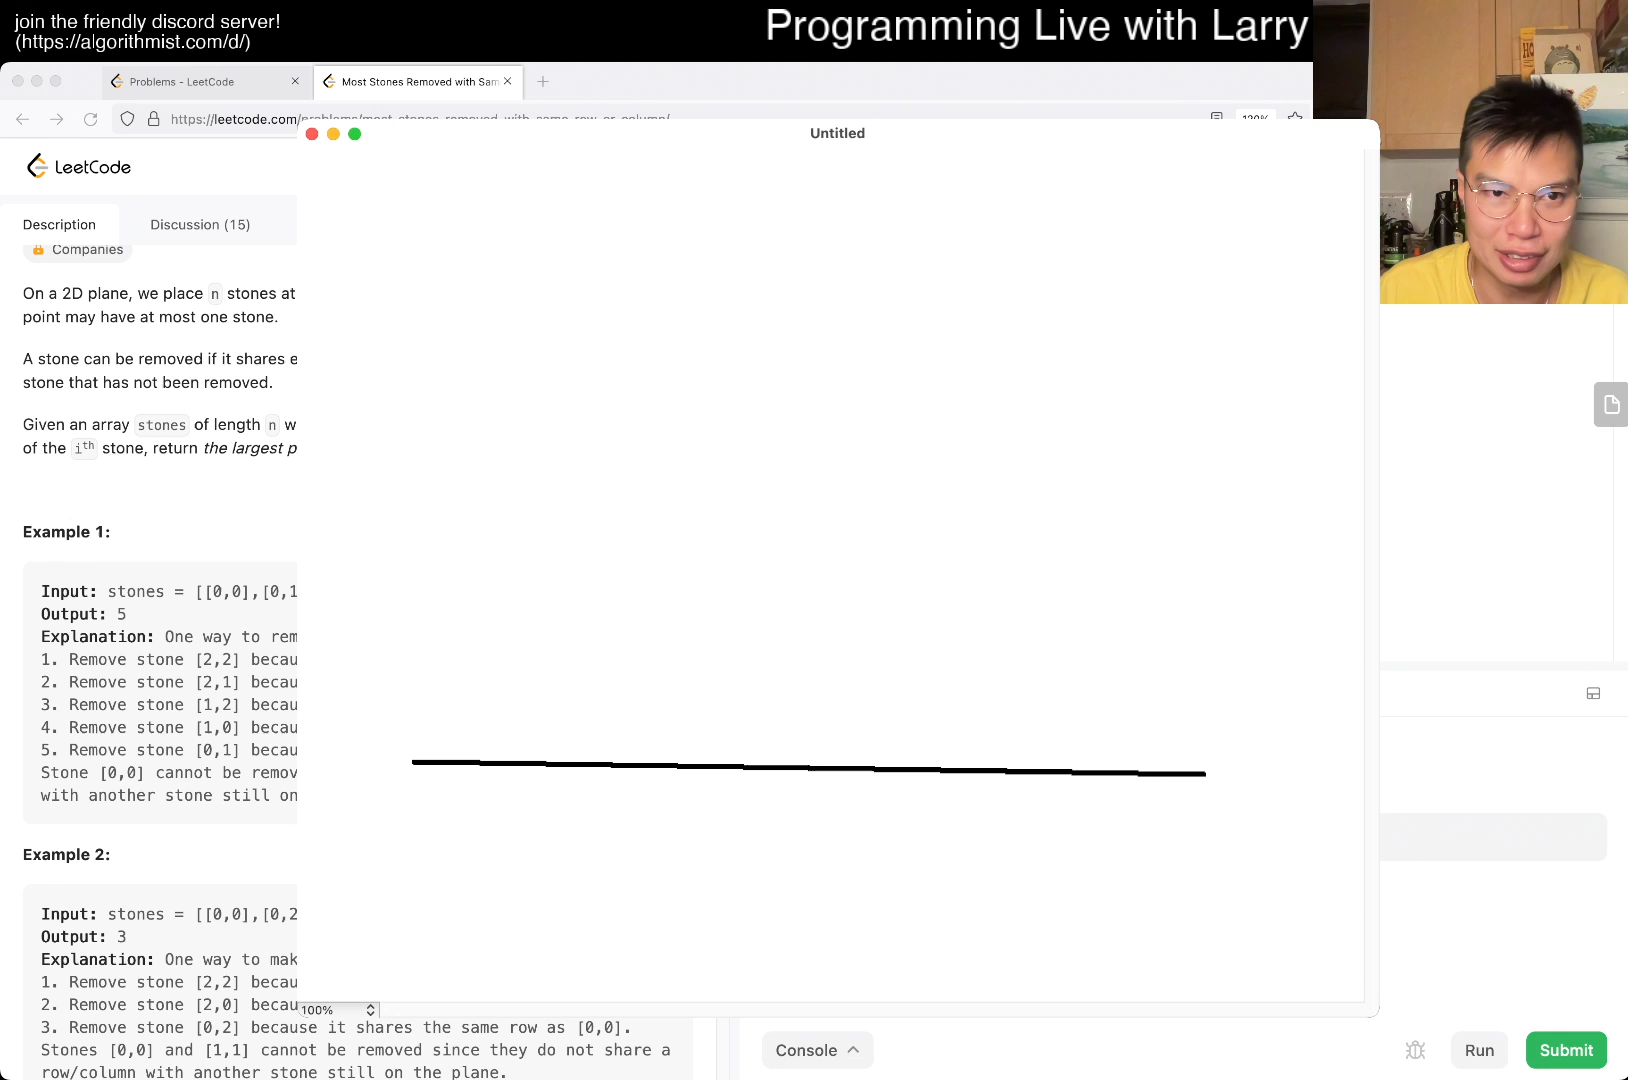 join the friendly discord server!
(https://algorithmist.com/d/)
Programming Live with Larry
Problems - LeetCode
Most Stones Removed with Sam
https://leetcode.com/problems/most-stones-removed-with-same-row-or-column/
120%
Untitled
LeetCode
Description
Discussion (15)
Companies
On a 2D plane, we place n stones at
point may have at most one stone.
A stone can be removed if it shares e
stone that has not been removed.
Given an array stones of length n w
of the ith stone, return the largest p
Example 1:
Input: stones = [[0,0],[0,1
Output: 5
Explanation: One way to rem
1. Remove stone [2,2] becau
2. Remove stone [2,1] becau
3. Remove stone [1,2] becau
4. Remove stone [1,0] becau
5. Remove stone [0,1] becau
Stone [0,0] cannot be remov
with another stone still on
Example 2:
Input: stones = [[0,0],[0,2
Output: 3
Explanation: One way to mak
1. Remove stone [2,2] becau
2. Remove stone [2,0] becau
100%
3. Remove stone [0,2] because it shares the same row as [0,0].
Stones [0,0] and [1,1] cannot be removed since they do not share a
row/column with another stone still on the plane.
Console
Run
Submit